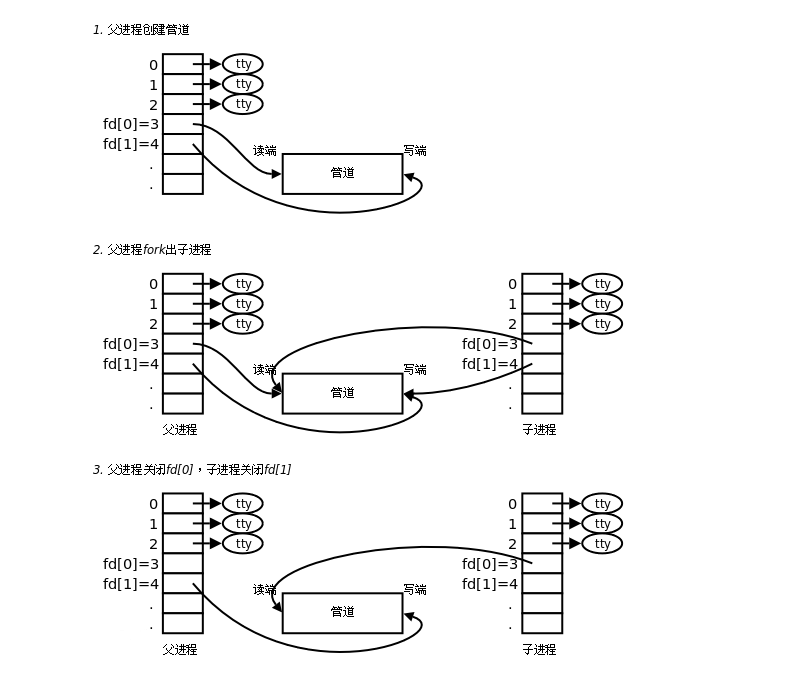 1. 父进程创建管道
0 tty
1 tty
2 tty
fd[0]=3
fd[1]=4
读端 写端
.
管道
.
2. 父进程fork出子进程
0 tty 0 tty
1 tty 1 tty
2 tty 2 tty
fd[0]=3 fd[0]=3
fd[1]=4 读端 写端 fd[1]=4
. .
管道
. .
父进程 子进程
3. 父进程关闭fd[0]，子进程关闭fd[1]
0 tty 0 tty
1 tty 1 tty
2 tty 2 tty
fd[0]=3 fd[0]=3
fd[1]=4 读端 写端 fd[1]=4
. .
管道
. .
父进程 子进程